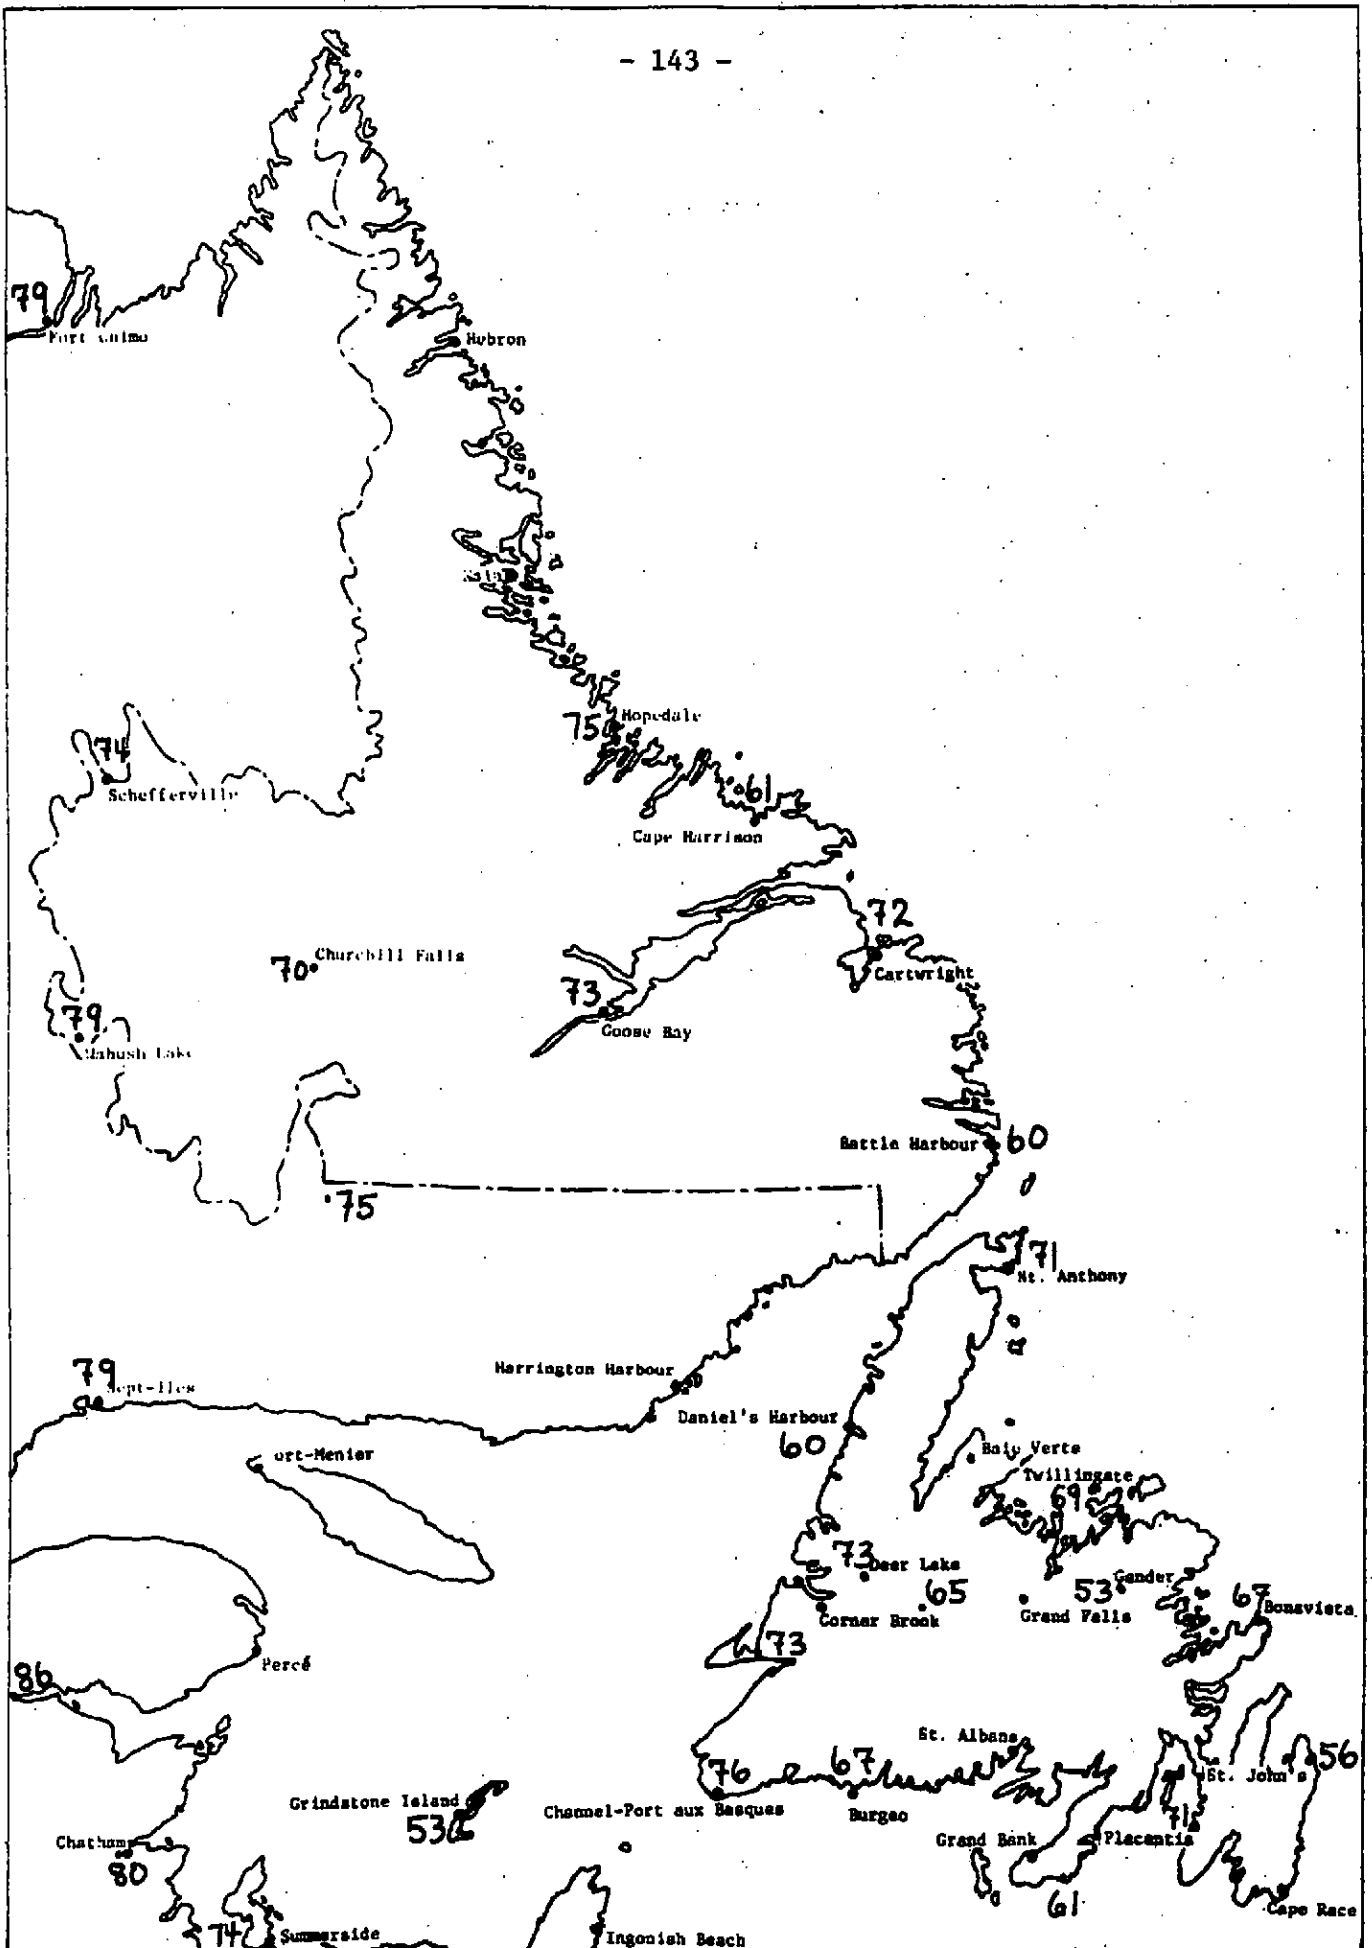 - 143 -
79
Hebron
75
Hopedale
74
Schefferville
61
Cape Harrison
72
Cartwright
70
Churchill Falls
73
Goose Bay
79
Battle Harbour
60
75
71
St. Anthony
Harrington Harbour
79
Sept-Iles
Daniel's Harbour
60
Baie Verte
Twillingate
69
73
Deer Lake
65
53
Gander
Grand Falls
67
Bonavista
Corner Brook
73
Percé
86
St. Albans
76
67
56
St. John's
Grindstone Island
53
Channel-Port aux Basques
Burgeo
71
Placentia
Grand Bank
61
Chatham
80
Cape Race
74
Summerside
Ingonish Beach